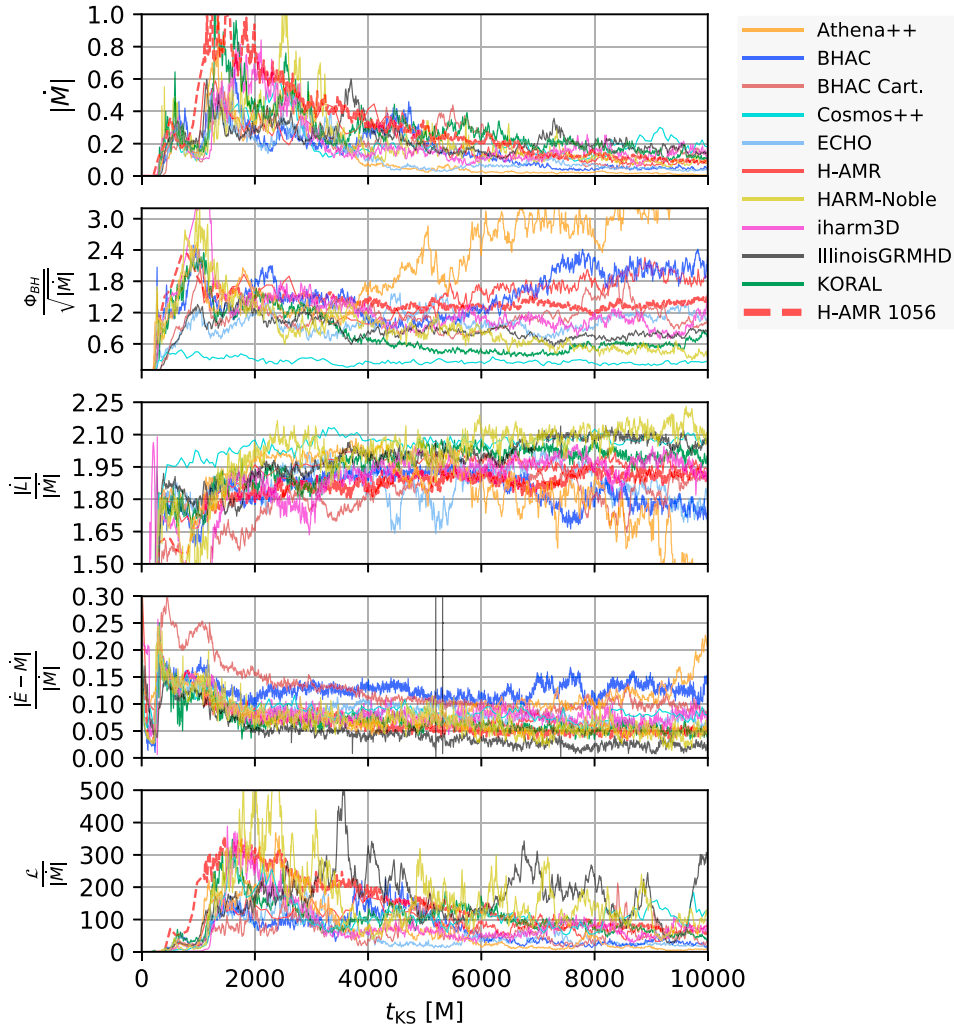 1.0
0.8
0.6
0.4
0.2
0.0
|Ṁ|
3.0
2.4
1.8
1.2
0.6
Φ_BH / √|Ṁ|
2.25
2.10
1.95
1.80
1.65
1.50
|L̇| / |Ṁ|
0.30
0.25
0.20
0.15
0.10
0.05
0.00
|Ė − Ṁ| / |Ṁ|
500
400
300
200
100
0
ℒ / |Ṁ|
0 2000 4000 6000 8000 10000
t_KS [M]
Athena++
BHAC
BHAC Cart.
Cosmos++
ECHO
H-AMR
HARM-Noble
iharm3D
IllinoisGRMHD
KORAL
H-AMR 1056